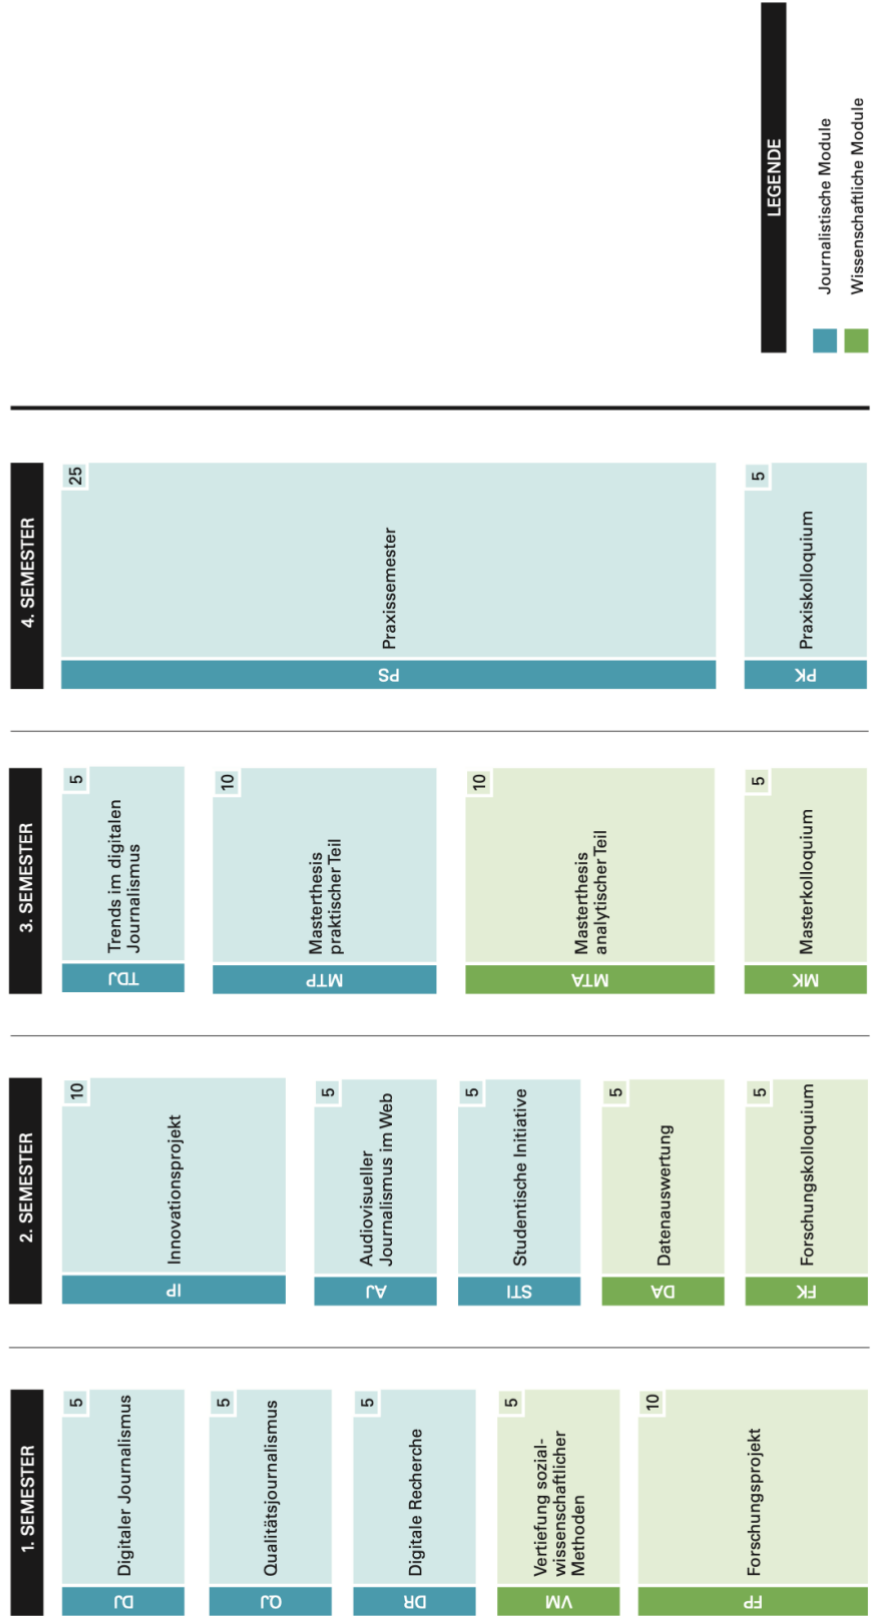 1. SEMESTER
DJ
Digitaler Journalismus
5
QJ
Qualitätsjournalismus
5
DR
Digitale Recherche
5
VM
Vertiefung sozial-
wissenschaftlicher
Methoden
5
FP
Forschungsprojekt
10
2. SEMESTER
IP
Innovationsprojekt
10
AJ
Audiovisueller
Journalismus im Web
5
STI
Studentische Initiative
5
DA
Datenauswertung
5
FK
Forschungskolloquium
5
3. SEMESTER
TDJ
Trends im digitalen
Journalismus
5
MTP
Masterthesis
praktischer Teil
10
MTA
Masterthesis
analytischer Teil
10
MK
Masterkolloquium
5
4. SEMESTER
PS
Praxissemester
25
PK
Praxiskolloquium
5
LEGENDE
Journalistische Module
Wissenschaftliche Module